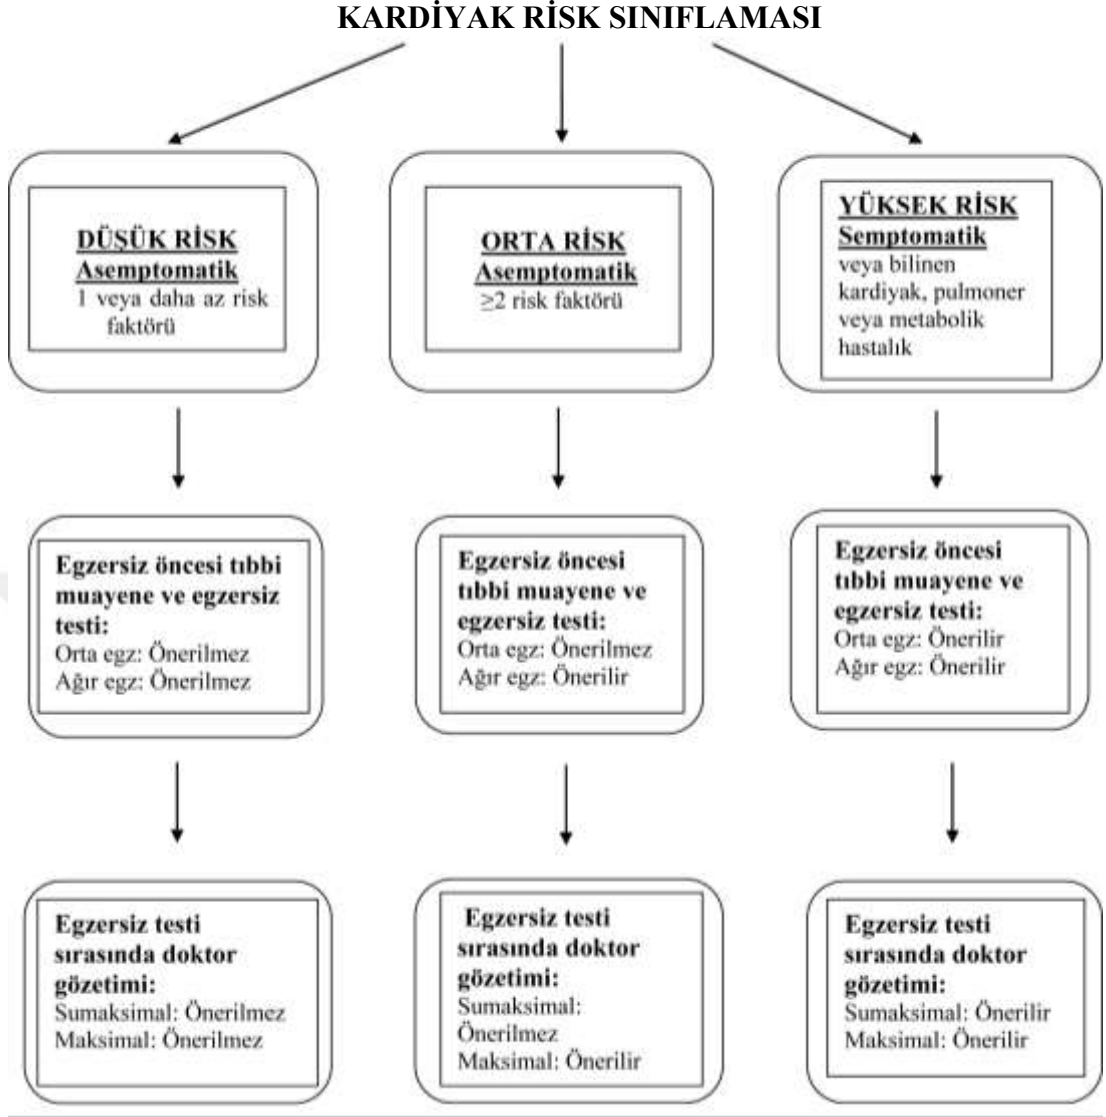 KARDİYAK RİSK SINIFLAMASI
DÜŞÜK RİSK
Asemptomatik
1 veya daha az risk
faktörü
ORTA RİSK
Asemptomatik
≥2 risk faktörü
YÜKSEK RİSK
Semptomatik
veya bilinen
kardiyak, pulmoner
veya metabolik
hastalık
Egzersiz öncesi tıbbi
muayene ve egzersiz
testi:
Orta egz: Önerilmez
Ağır egz: Önerilmez
Egzersiz öncesi
tıbbi muayene ve
egzersiz testi:
Orta egz: Önerilmez
Ağır egz: Önerilir
Egzersiz öncesi
tıbbi muayene ve
egzersiz testi:
Orta egz: Önerilir
Ağır egz: Önerilir
Egzersiz testi
sırasında doktor
gözetimi:
Sumaksimal: Önerilmez
Maksimal: Önerilmez
Egzersiz testi
sırasında doktor
gözetimi:
Sumaksimal:
Önerilmez
Maksimal: Önerilir
Egzersiz testi
sırasında doktor
gözetimi:
Sumaksimal: Önerilir
Maksimal: Önerilir